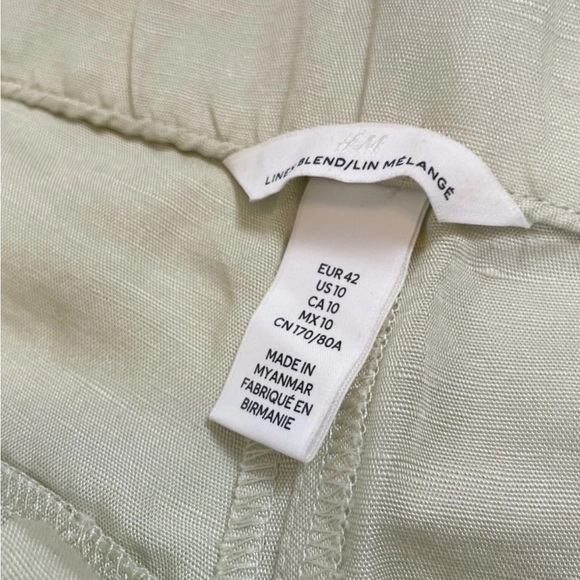 H&M
LINEN BLEND/LIN MÉLANGÉ
EUR 42
US 10
CA 10
MX 10
CN 170/80A
MADE IN
MYANMAR
FABRIQUÉ EN
BIRMANIE